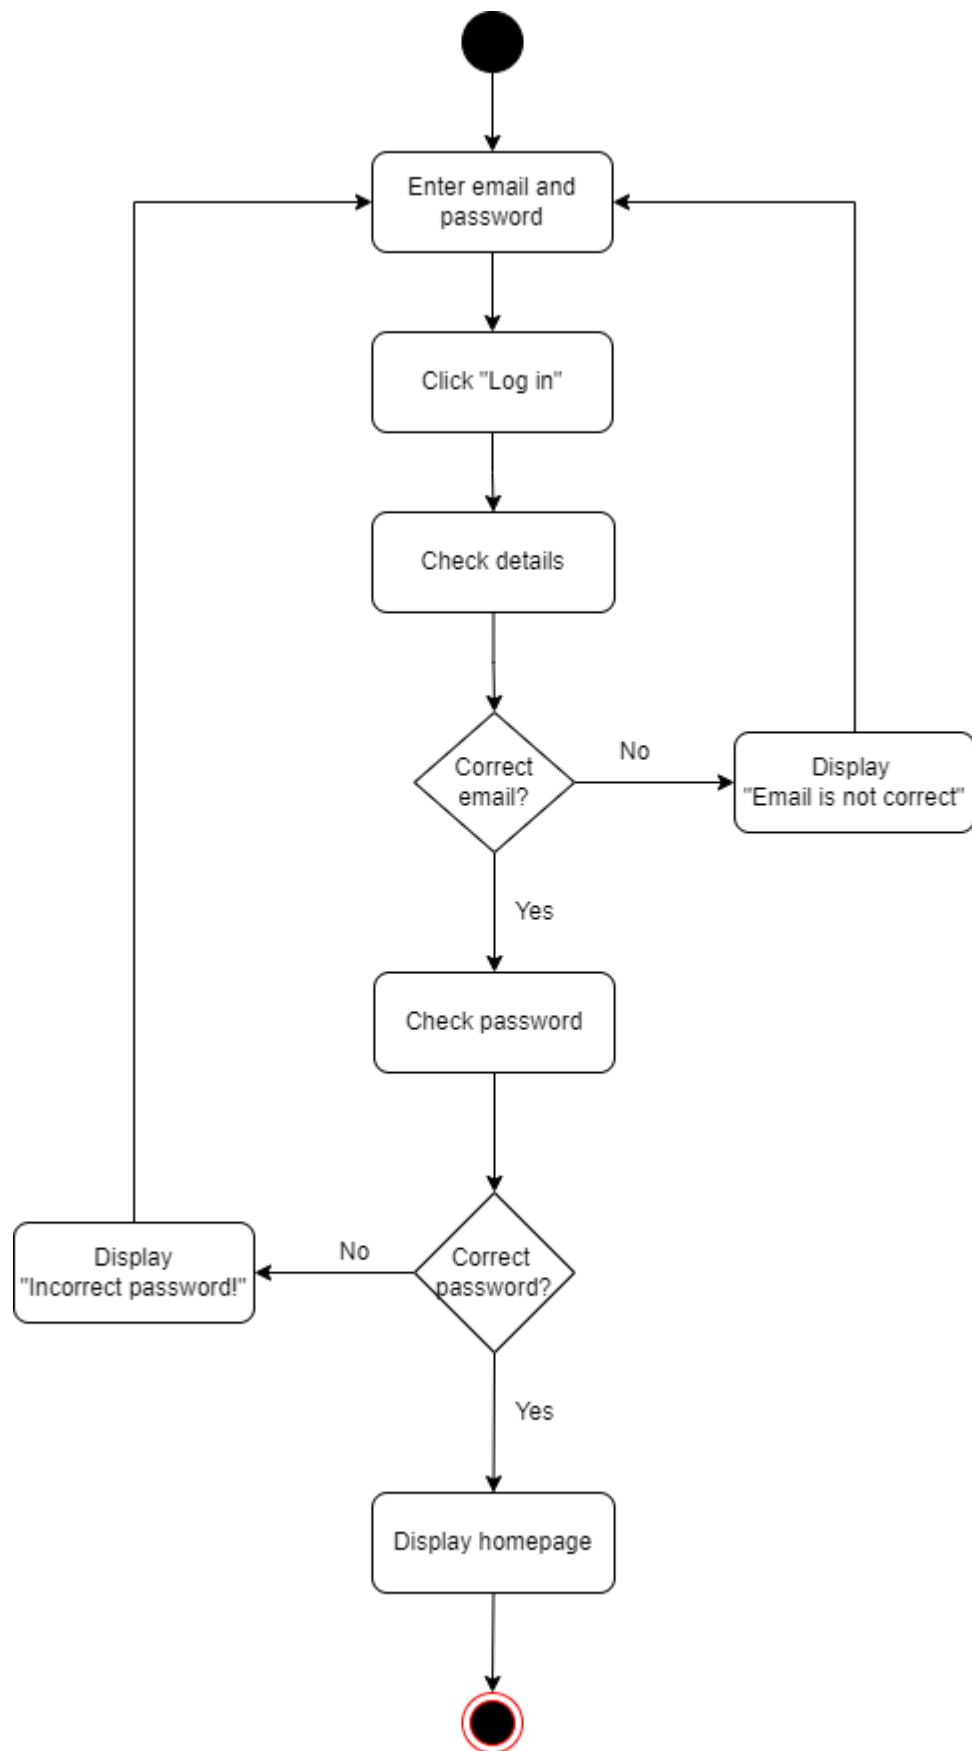 Enter email and
password
Click "Log in"
Check details
Correct
email?
No
Display
"Email is not correct"
Yes
Check password
Correct
password?
No
Display
"Incorrect password!"
Yes
Display homepage